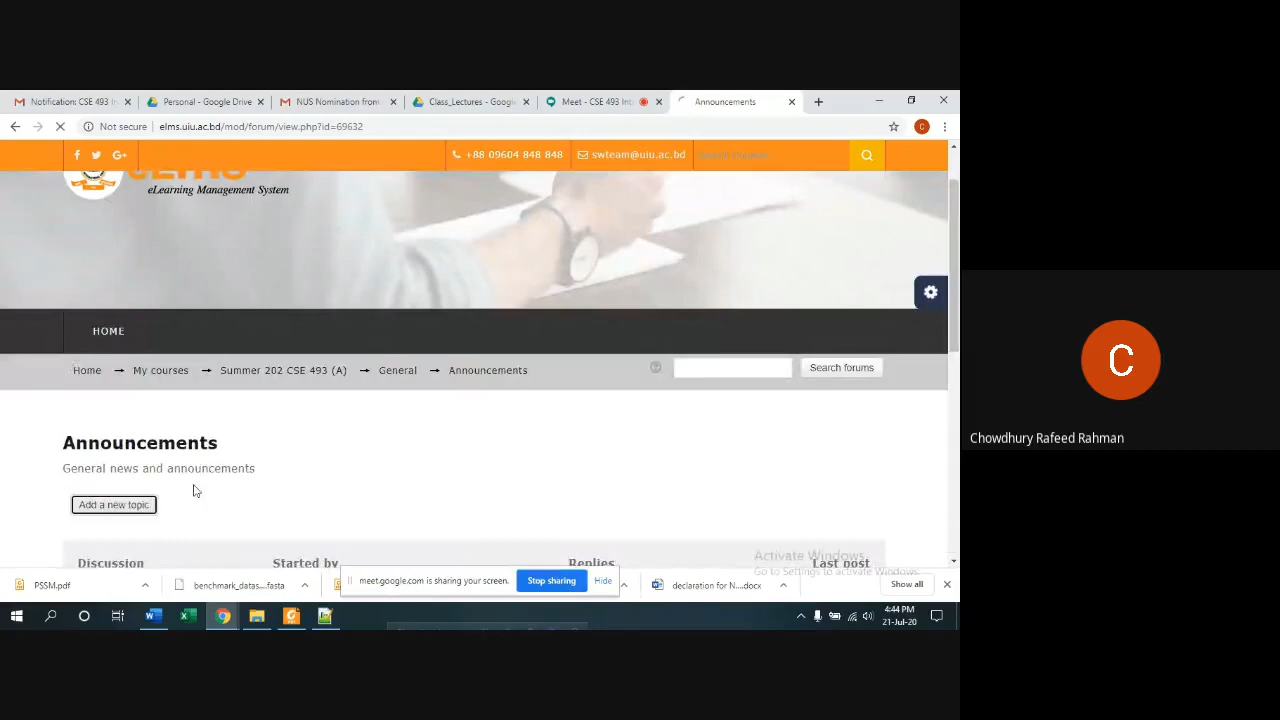 Notification: CSE 493 In
Personal - Google Drive
NUS Nomination from
Class_Lectures - Google
Meet - CSE 493 Int
Announcements
Not secure
elms.uiu.ac.bd/mod/forum/view.php?id=69632
C
+88 09604 848 848
swteam@uiu.ac.bd
eLearning Management System
HOME
Home
My courses
Summer 202 CSE 493 (A)
General
Announcements
Search forums
C
Chowdhury Rafeed Rahman
Announcements
General news and announcements
Add a new topic
Discussion
Started by
Replies
Last post
Activate Windows
Go to Settings to activate Windows.
PSSM.pdf
benchmark_datas....fasta
meet.google.com is sharing your screen.
Stop sharing
Hide
declaration for N....docx
Show all
4:44 PM
21-Jul-20